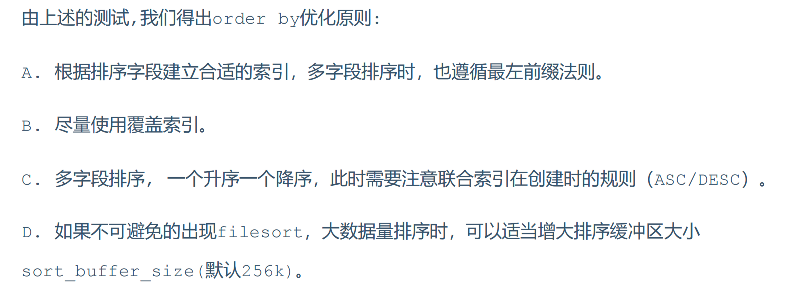 由上述的测试,我们得出order by优化原则:
A. 根据排序字段建立合适的索引，多字段排序时，也遵循最左前缀法则。
B. 尽量使用覆盖索引。
C. 多字段排序, 一个升序一个降序，此时需要注意联合索引在创建时的规则（ASC/DESC）。
D. 如果不可避免的出现filesort，大数据量排序时，可以适当增大排序缓冲区大小
sort_buffer_size(默认256k)。